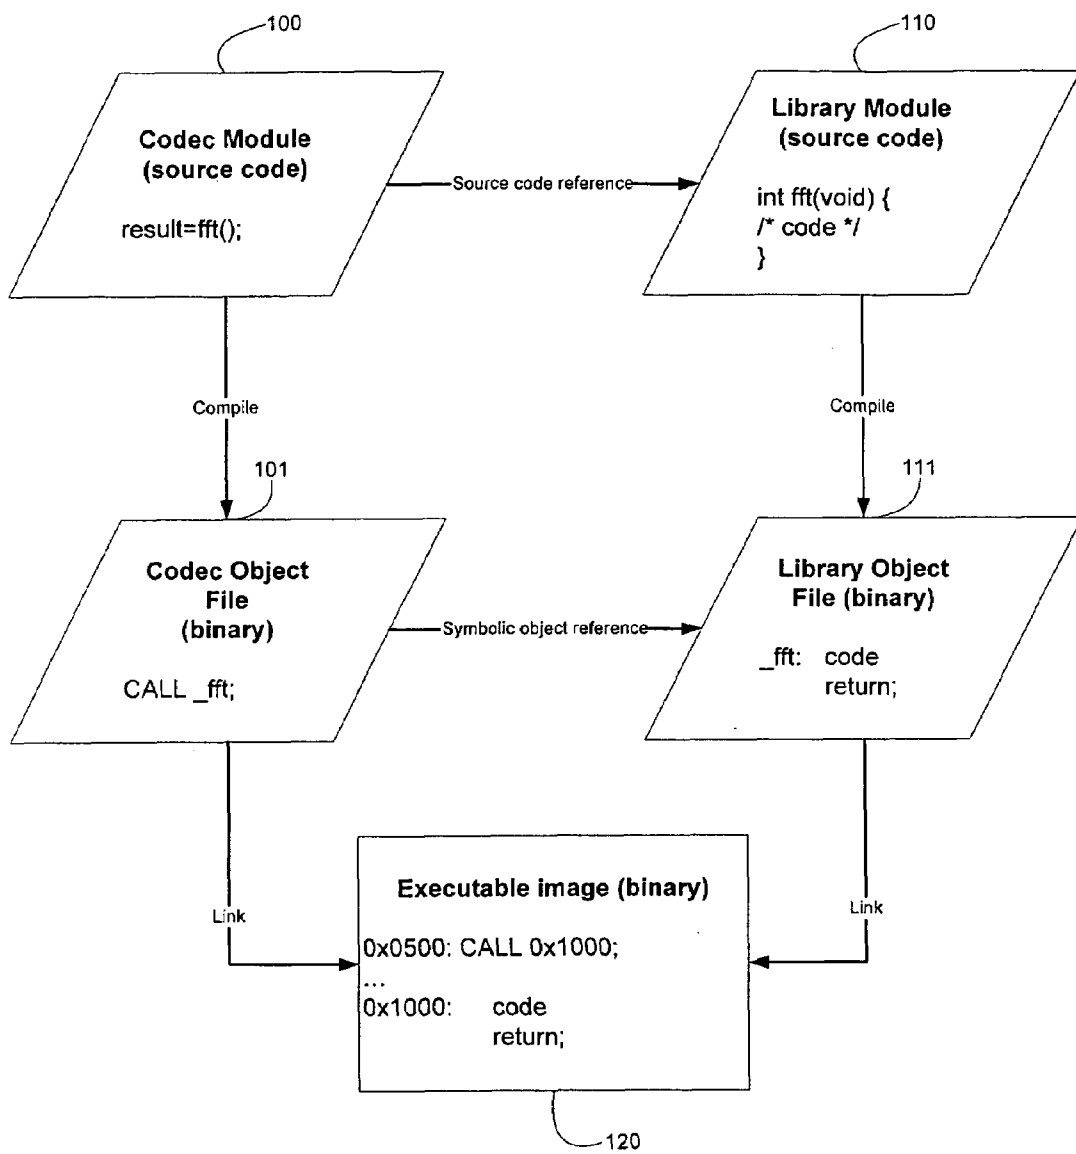 100
110
Codec Module
(source code)
result=fft();
Source code reference
Library Module
(source code)
int fft(void) {
/* code */
}
Compile
Compile
101
111
Codec Object
File
(binary)
CALL _fft;
Symbolic object reference
Library Object
File (binary)
_fft: code
return;
Link
Link
Executable image (binary)
0x0500: CALL 0x1000;
...
0x1000: code
return;
120